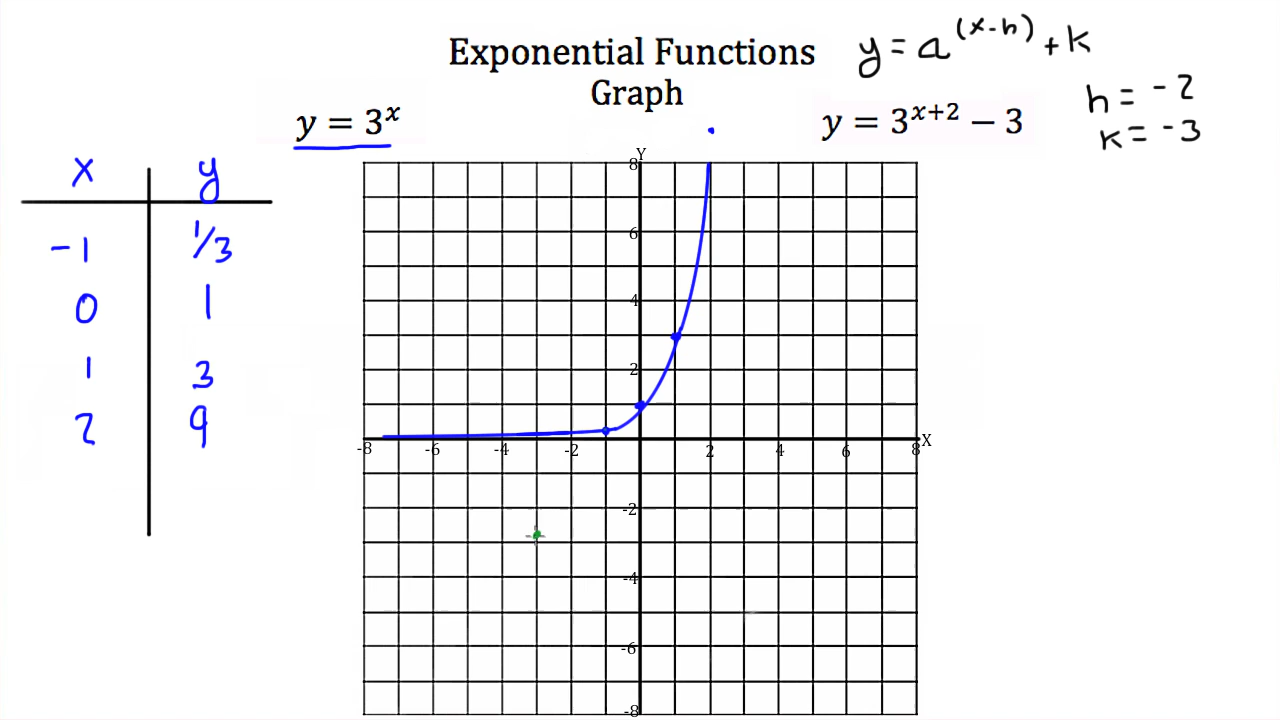 Exponential Functions
Graph
y = a^(x-h) + k
y = 3^x
y = 3^{x+2} − 3
h = -2
k = -3
x y
-1 1/3
0 1
1 3
2 9
Y
8
6
4
2
-8 -6 -4 -2 2 4 6 8 X
-2
-4
-6
-8